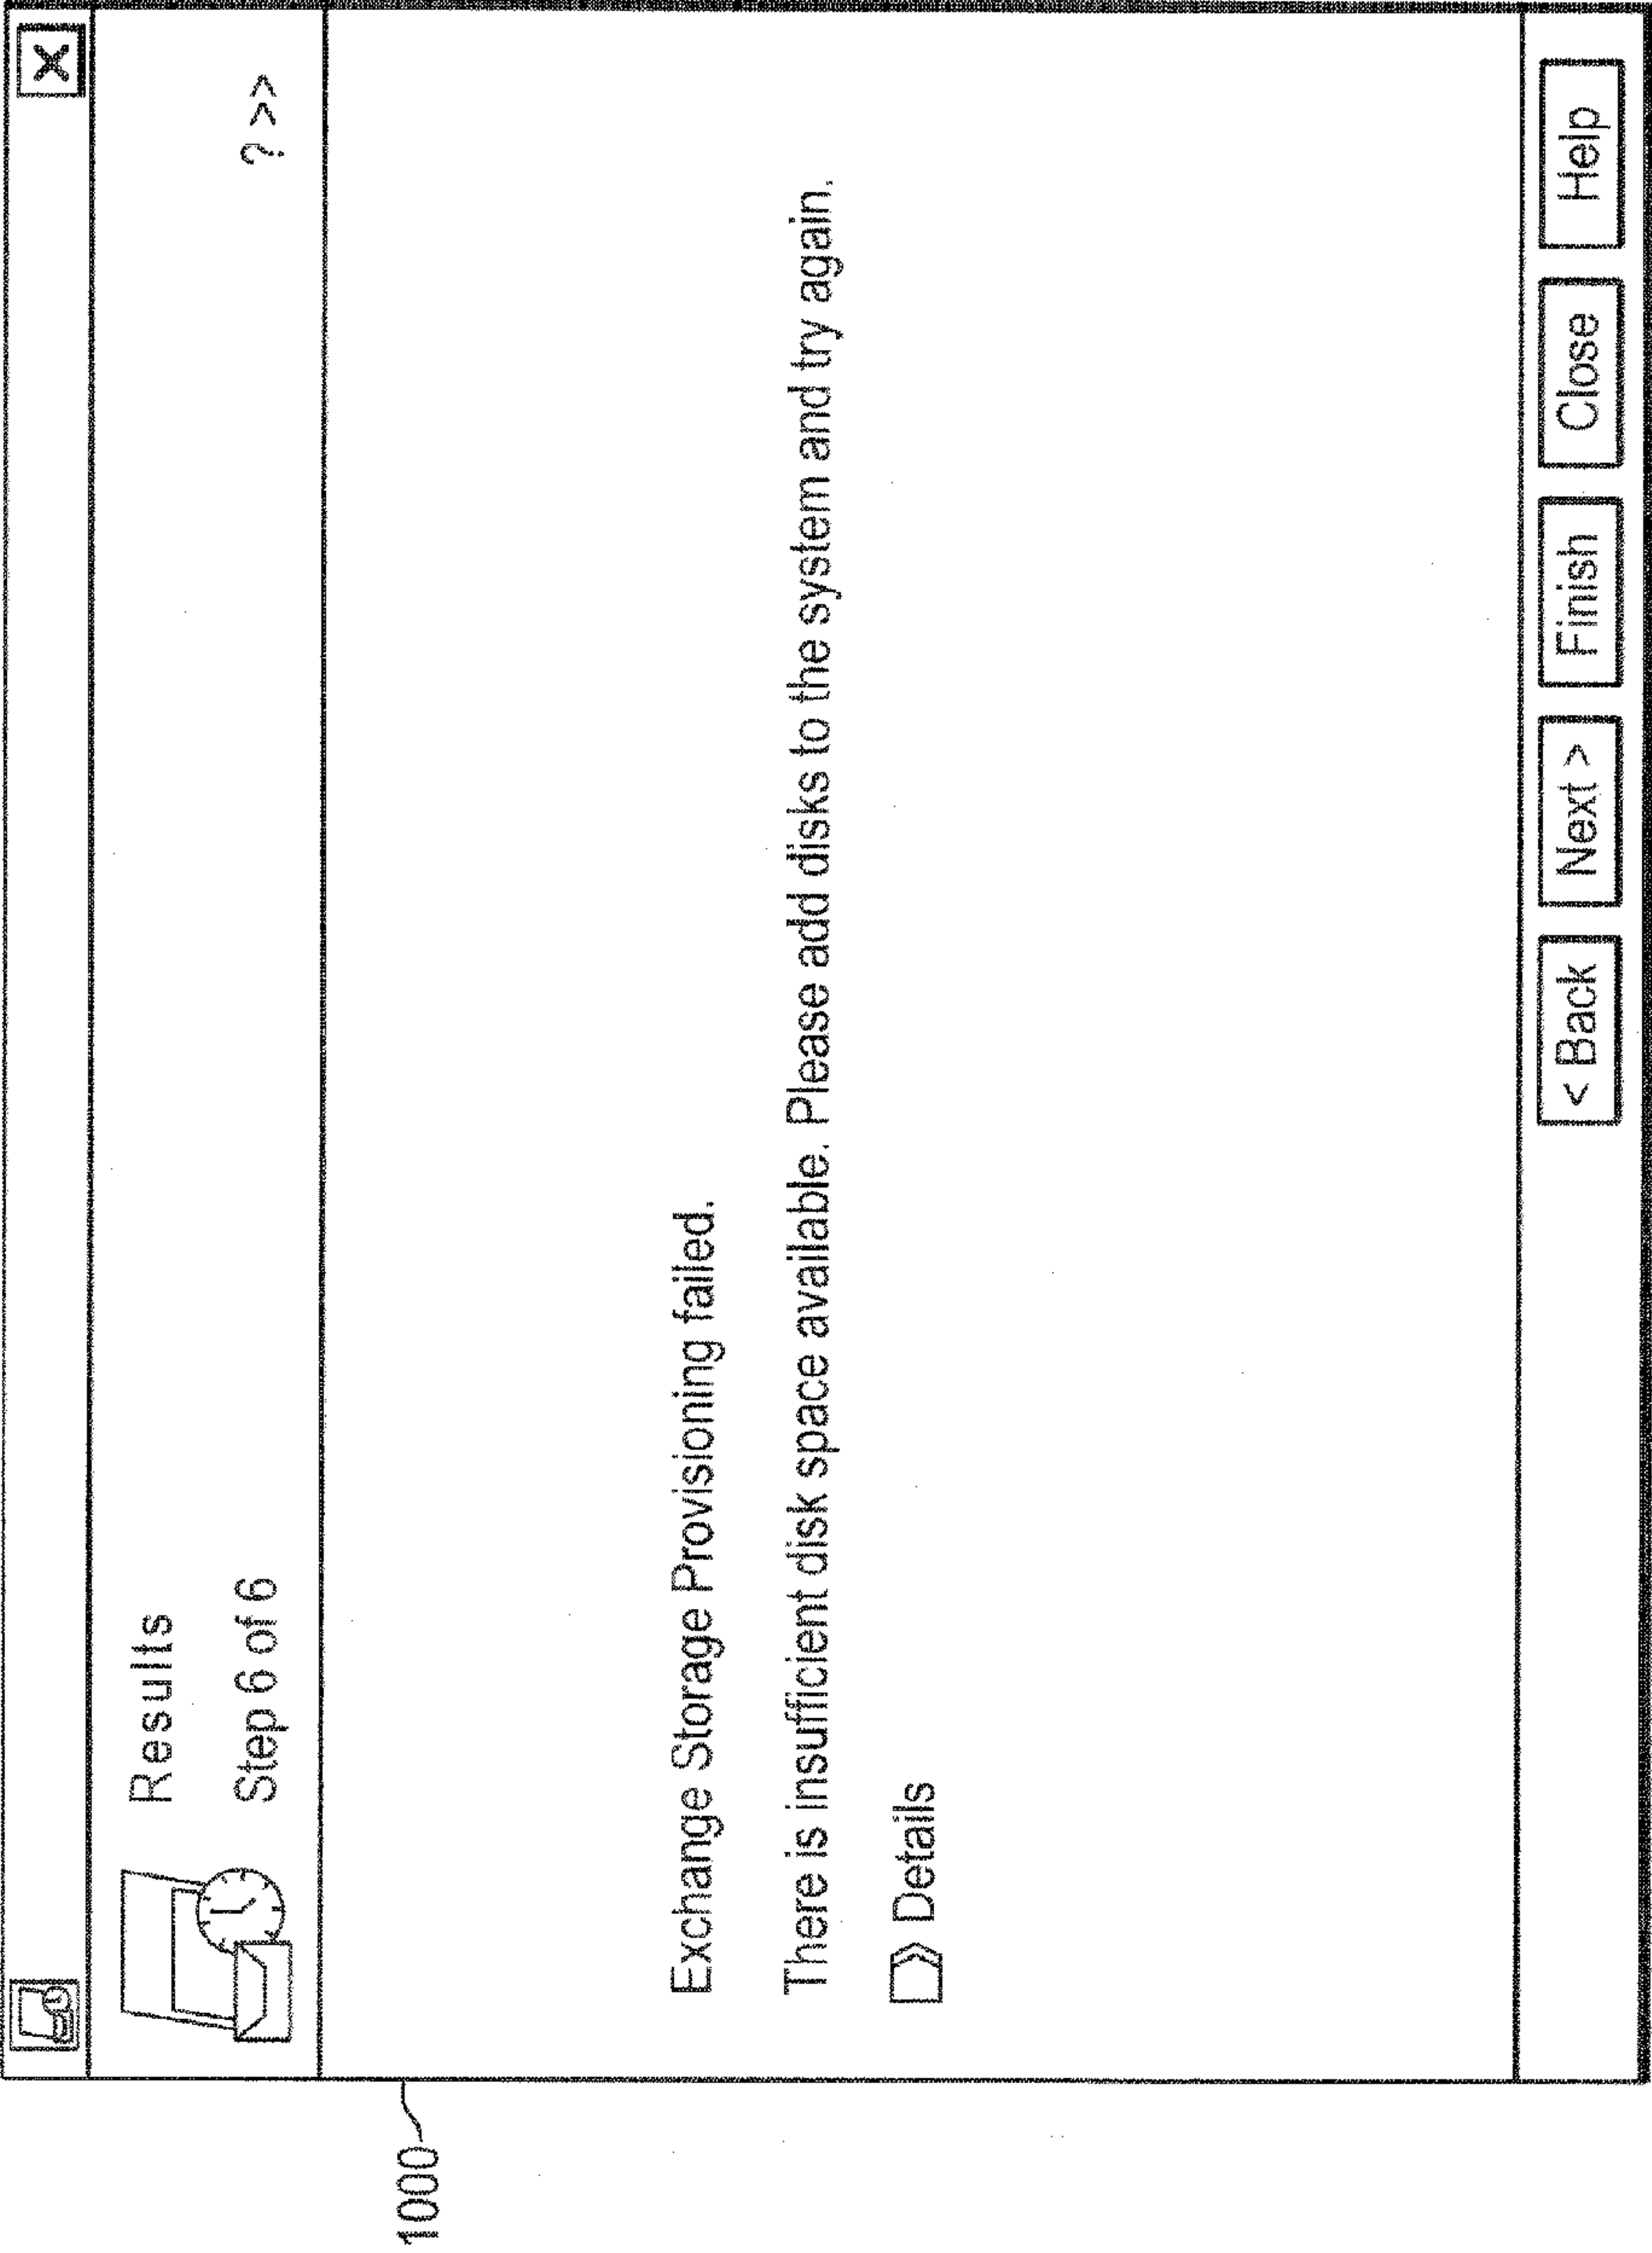 X
Results
Step 6 of 6
? >>
Exchange Storage Provisioning failed.
There is insufficient disk space available. Please add disks to the system and try again.
Details
< Back
Next >
Finish
Close
Help
1000